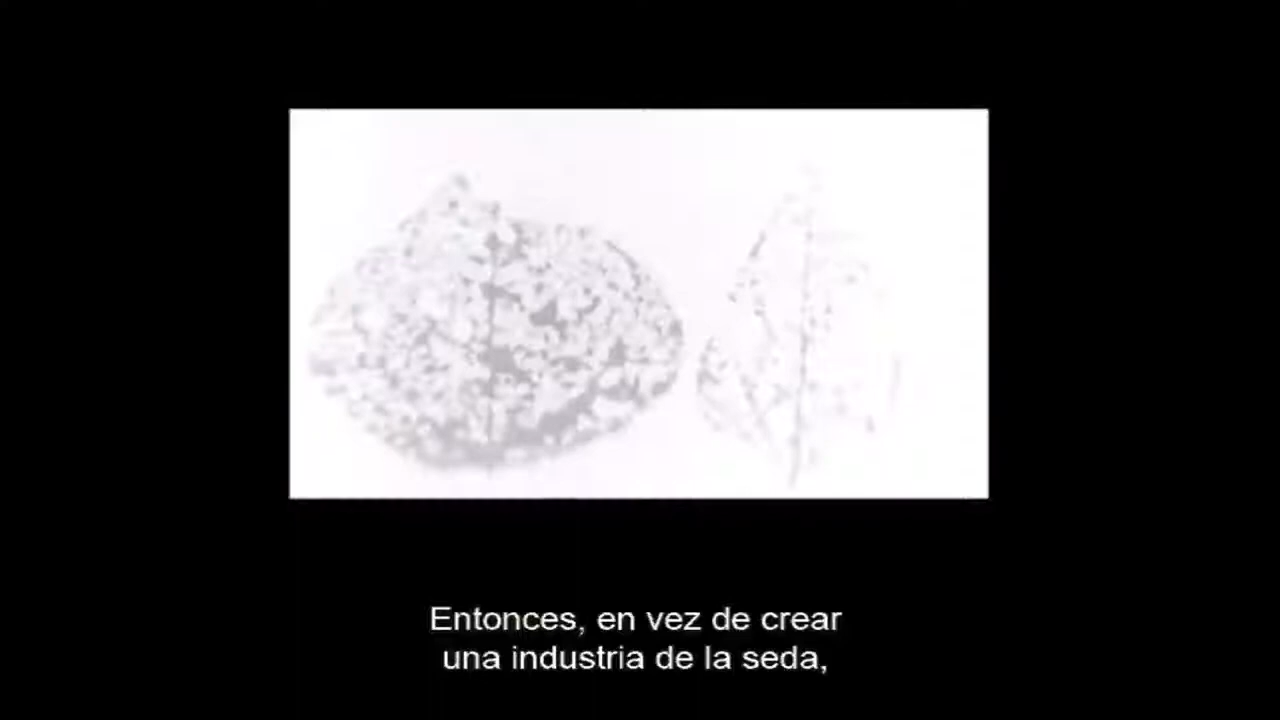 Entonces, en vez de crear
una industria de la seda,